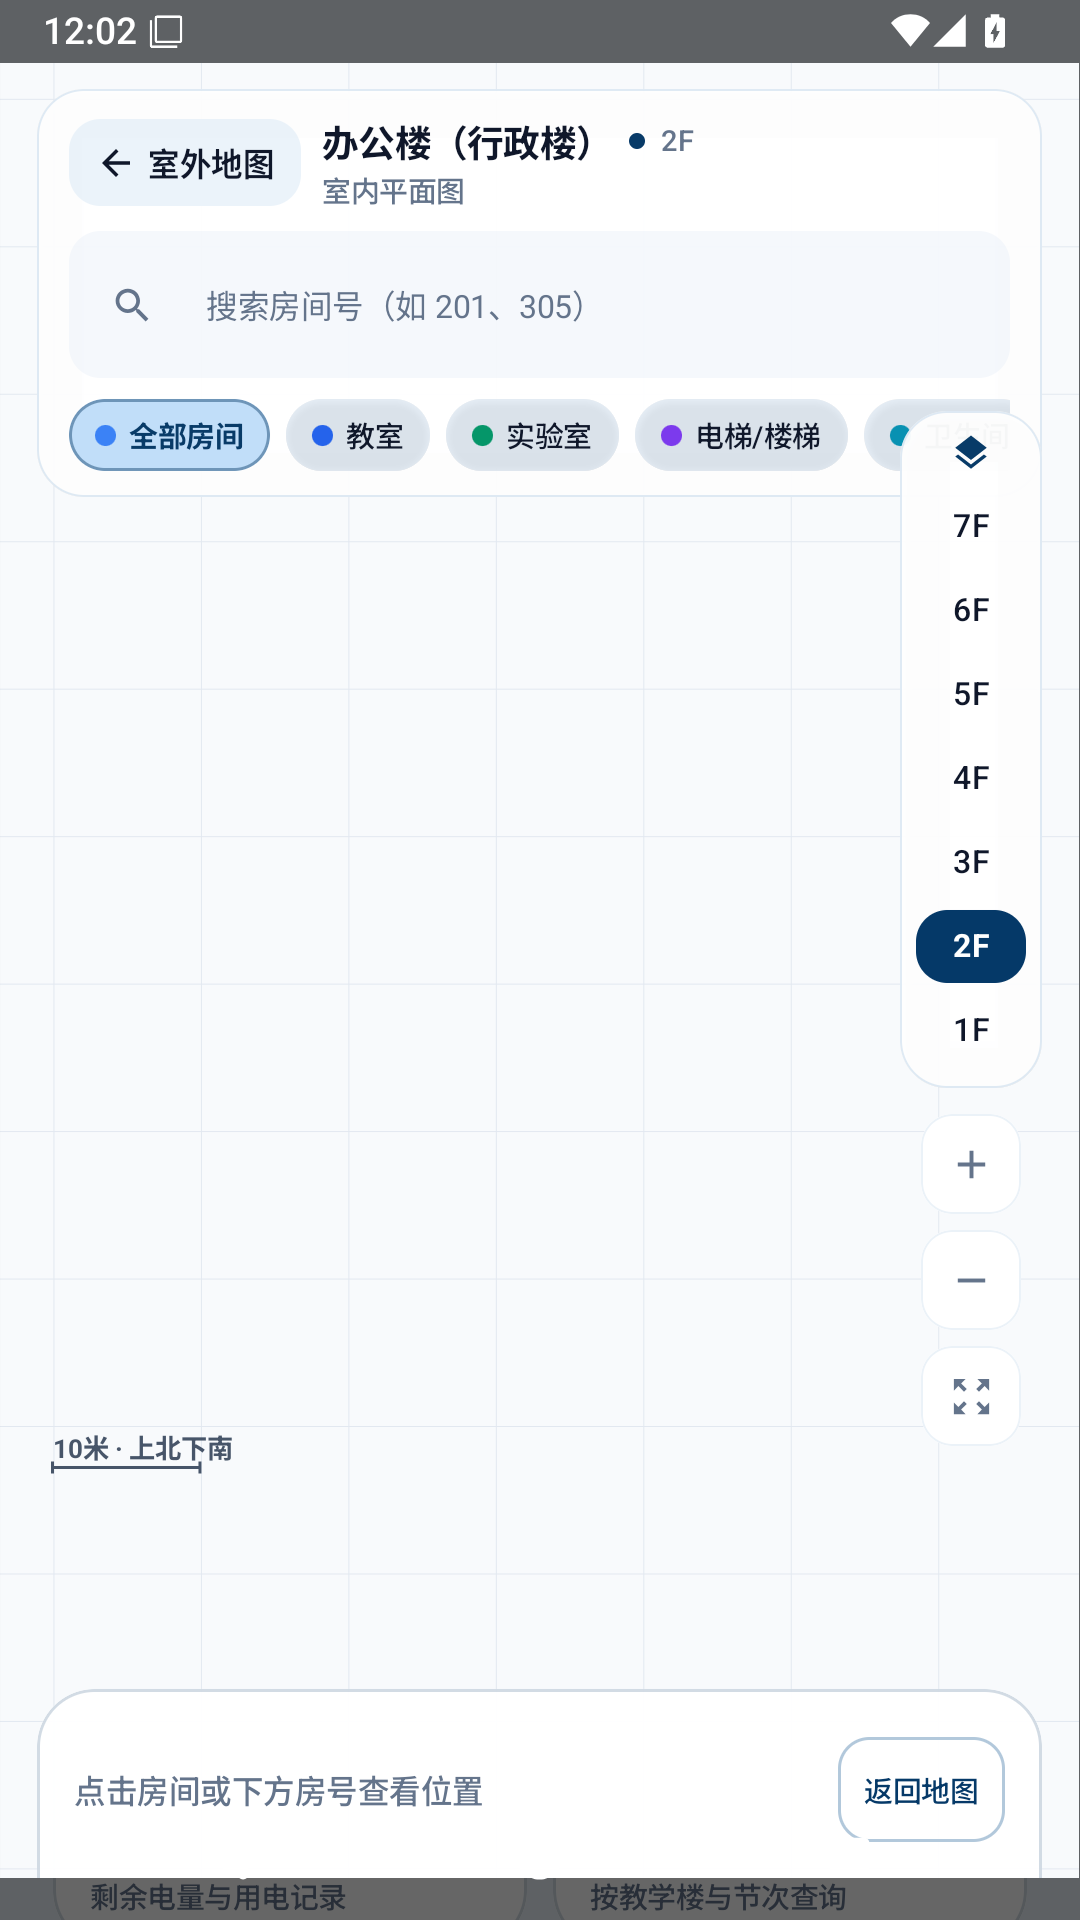 12:02
室外地图
办公楼（行政楼）
2F
室内平面图
搜索房间号（如 201、305）
全部房间
教室
实验室
电梯/楼梯
卫生间
7F
6F
5F
4F
3F
2F
1F
10米 · 上北下南
点击房间或下方房号查看位置
返回地图
剩余电量与用电记录
按教学楼与节次查询